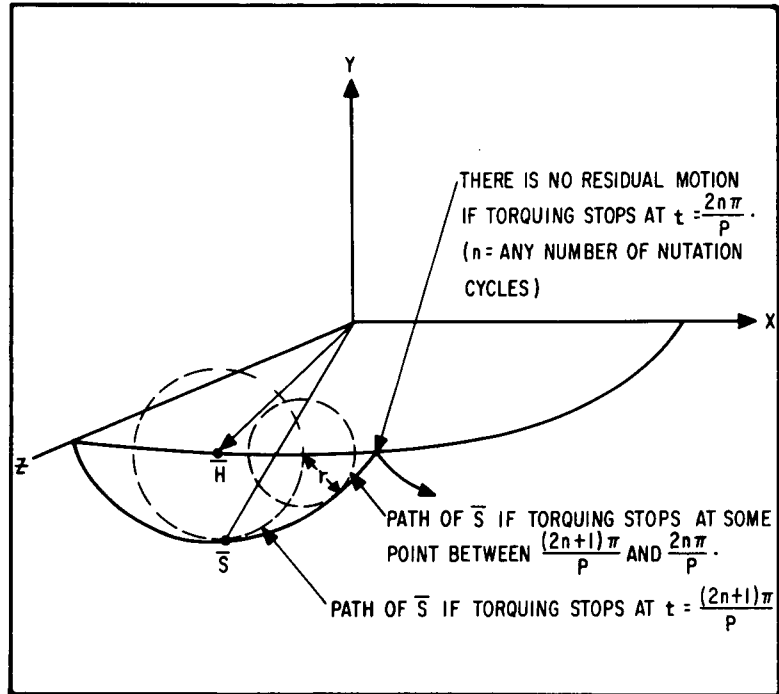 Y
THERE IS NO RESIDUAL MOTION
IF TORQUING STOPS AT t = 2nπ/P.
(n = ANY NUMBER OF NUTATION
CYCLES)
X
Z
H̅
r
S̅
PATH OF S̅ IF TORQUING STOPS AT SOME
POINT BETWEEN (2n+1)π/P AND 2nπ/P.
PATH OF S̅ IF TORQUING STOPS AT t = (2n+1)π/P